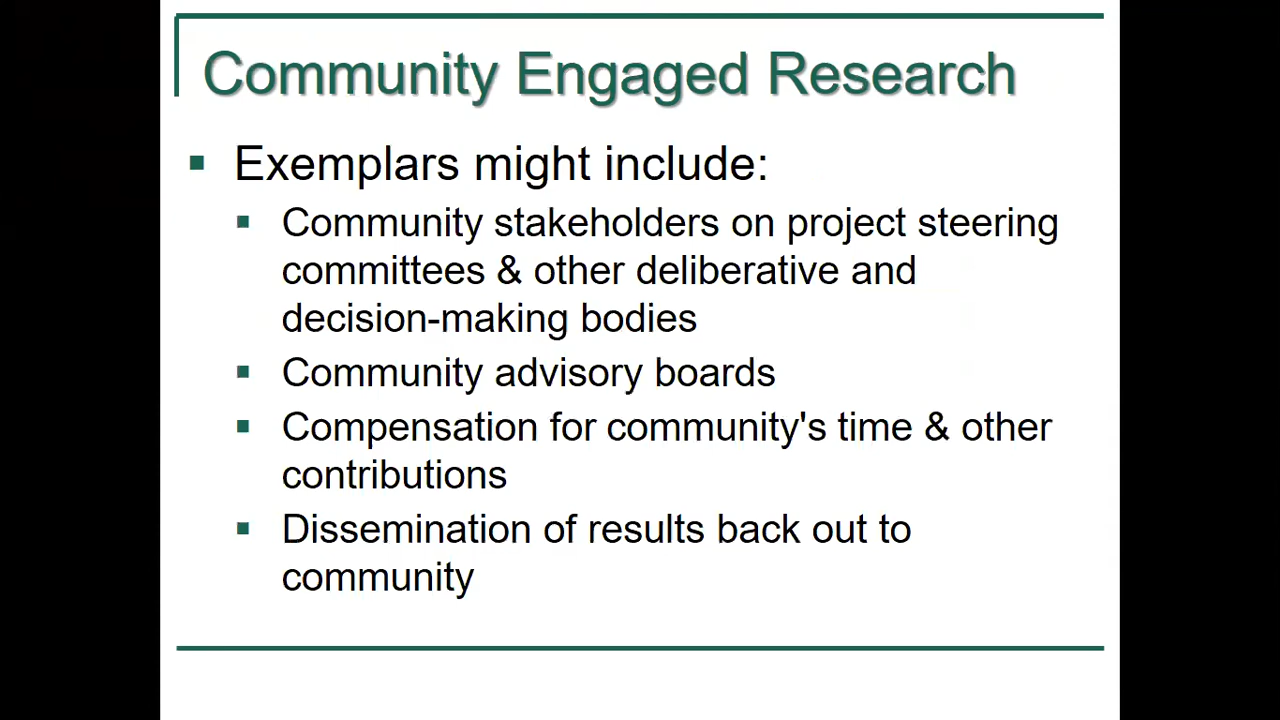 Community Engaged Research
Exemplars might include:
Community stakeholders on project steering
committees & other deliberative and
decision-making bodies
Community advisory boards
Compensation for community's time & other
contributions
Dissemination of results back out to
community